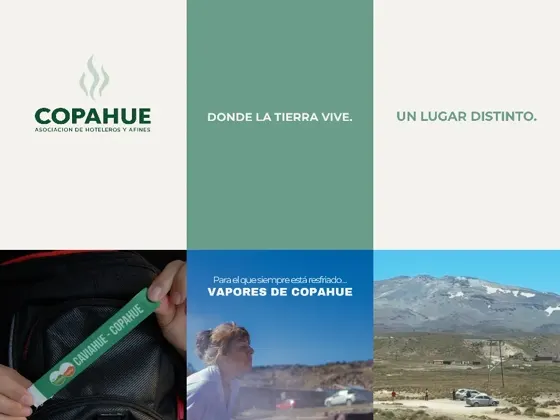 COPAHUE
ASOCIACION DE HOTELEROS Y AFINES
DONDE LA TIERRA VIVE.
UN LUGAR DISTINTO.
CAVIAHUE - COPAHUE
Para el que siempre está resfriado...
VAPORES DE COPAHUE